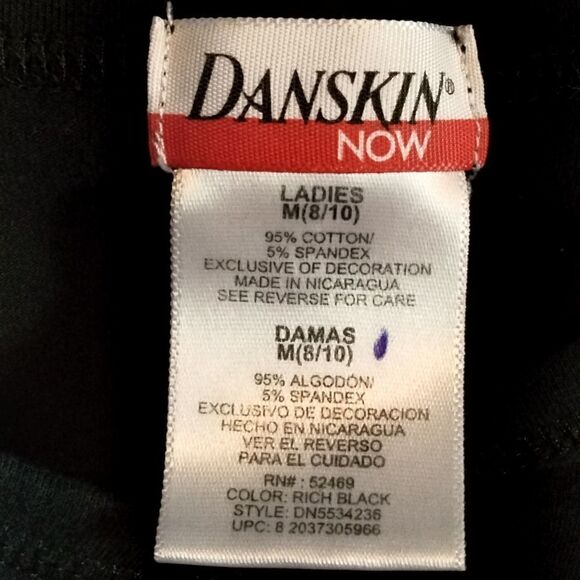 DANSKIN®
NOW
LADIES
M(8/10)
95% COTTON/
5% SPANDEX
EXCLUSIVE OF DECORATION
MADE IN NICARAGUA
SEE REVERSE FOR CARE
DAMAS
M(8/10)
95% ALGODÓN/
5% SPANDEX
EXCLUSIVO DE DECORACION
HECHO EN NICARAGUA
VER EL REVERSO
PARA EL CUIDADO
RN# : 52469
COLOR: RICH BLACK
STYLE: DN5534236
UPC: 8 2037305966